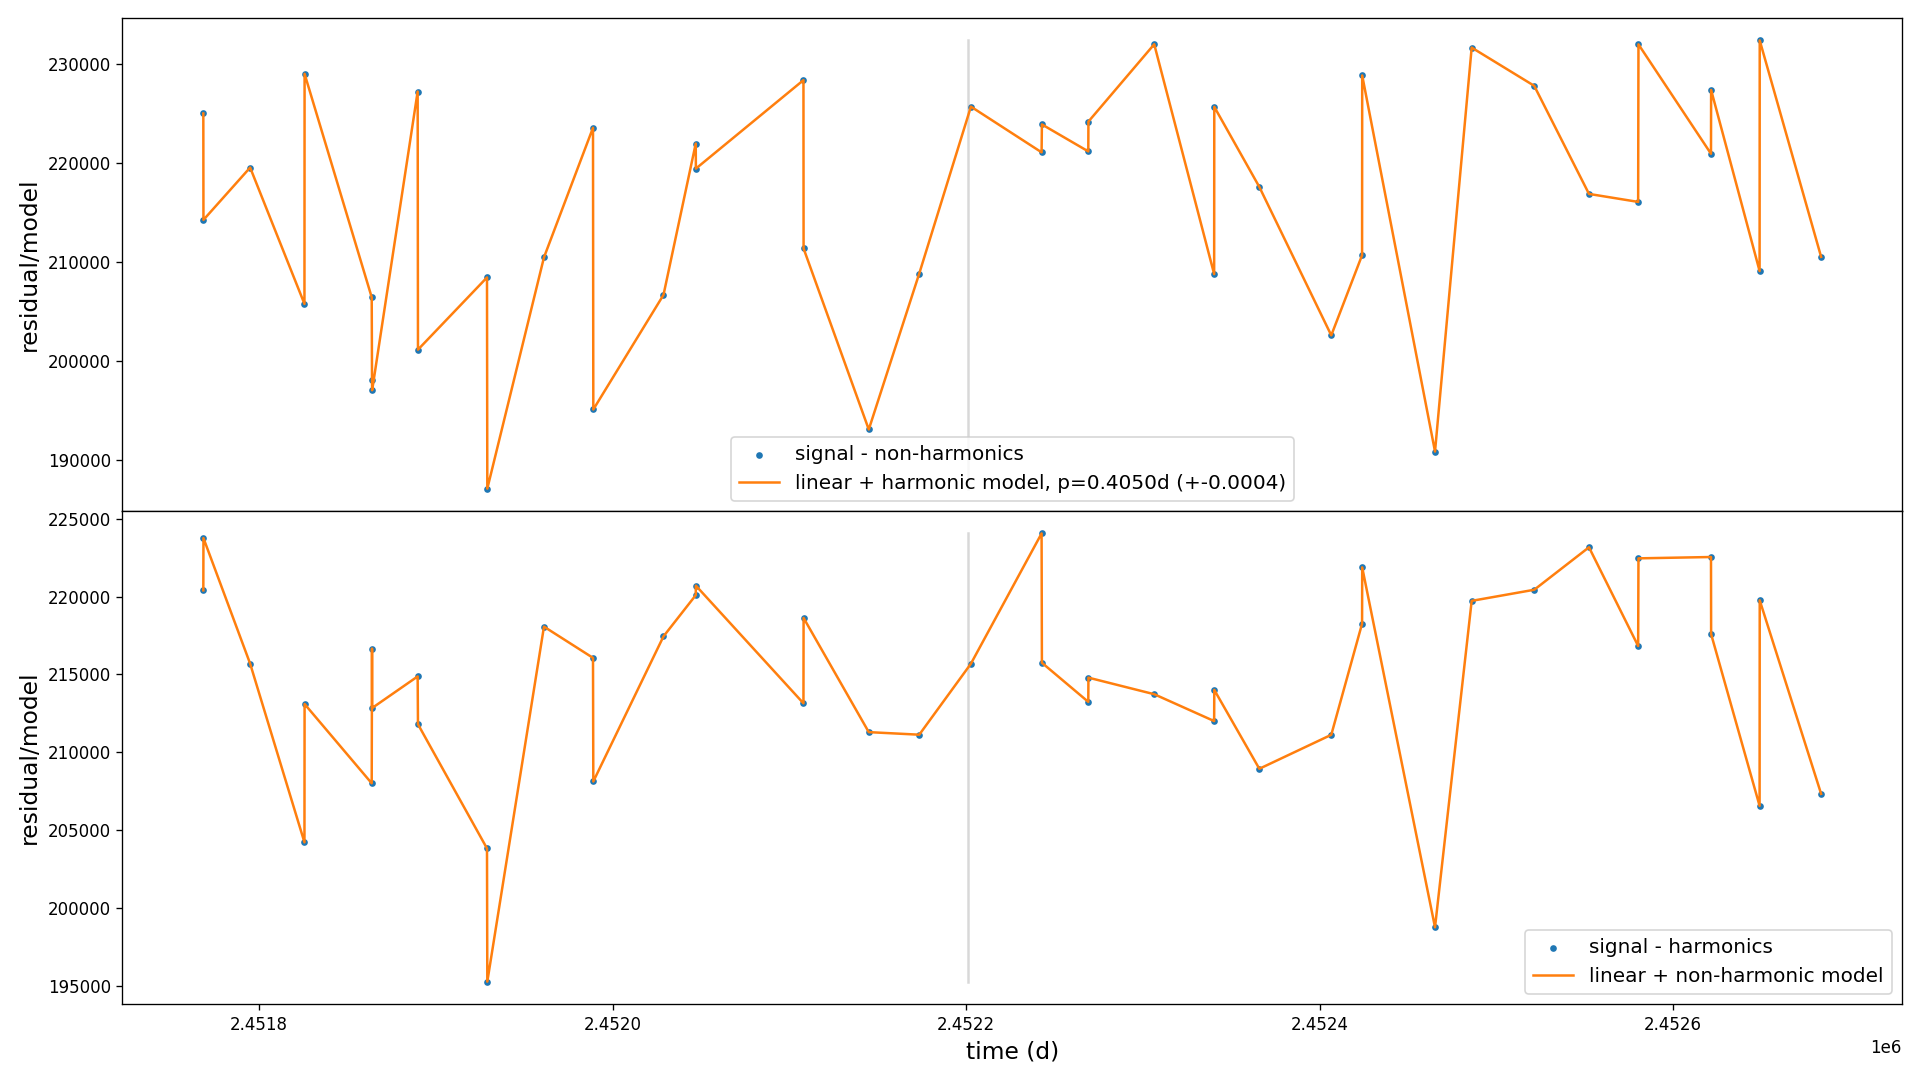 230000
220000
210000
200000
190000
residual/model
signal - non-harmonics
linear + harmonic model, p=0.4050d (+-0.0004)
225000
220000
215000
210000
205000
200000
195000
residual/model
signal - harmonics
linear + non-harmonic model
2.4518
2.4520
2.4522
2.4524
2.4526
1e6
time (d)